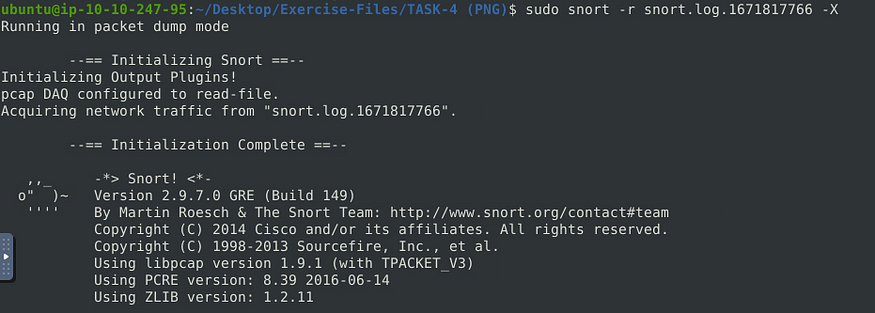 ubuntu@ip-10-10-247-95:~/Desktop/Exercise-Files/TASK-4 (PNG)$ sudo snort -r snort.log.1671817766 -X
Running in packet dump mode
--== Initializing Snort ==--
Initializing Output Plugins!
pcap DAQ configured to read-file.
Acquiring network traffic from "snort.log.1671817766".
--== Initialization Complete ==--
,,_     -*> Snort! <*-
o"  )~   Version 2.9.7.0 GRE (Build 149)
''''    By Martin Roesch & The Snort Team: http://www.snort.org/contact#team
Copyright (C) 2014 Cisco and/or its affiliates. All rights reserved.
Copyright (C) 1998-2013 Sourcefire, Inc., et al.
Using libpcap version 1.9.1 (with TPACKET_V3)
Using PCRE version: 8.39 2016-06-14
Using ZLIB version: 1.2.11